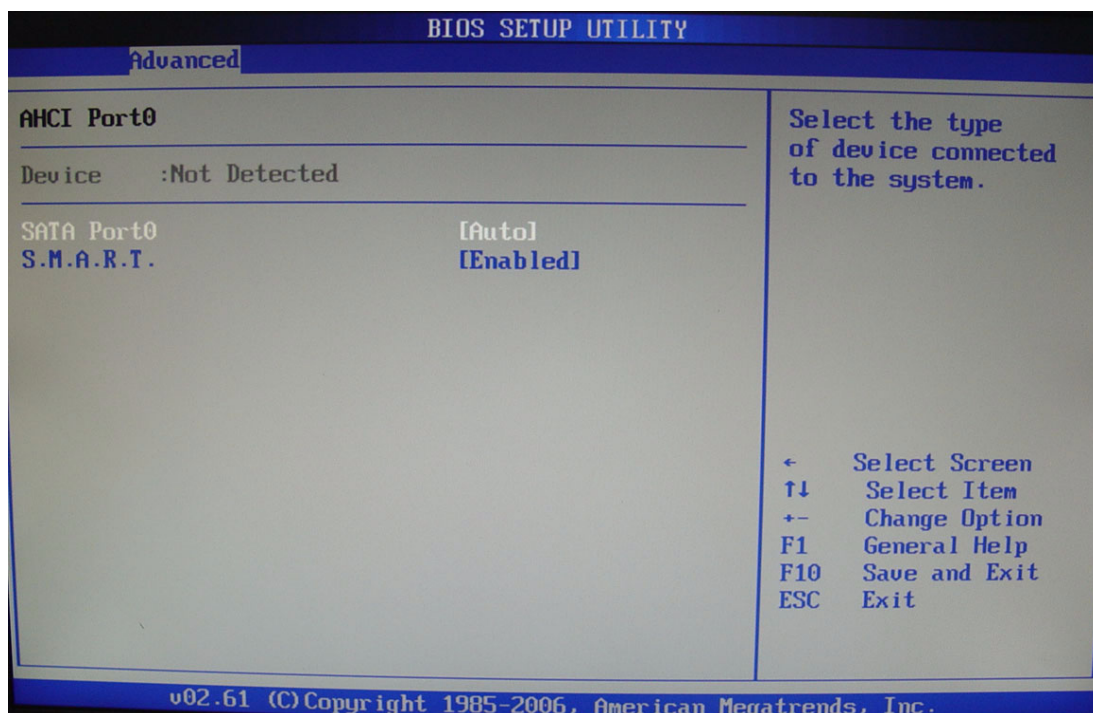 BIOS SETUP UTILITY
Advanced
AHCI Port0
Device :Not Detected
SATA Port0 [Auto]
S.M.A.R.T. [Enabled]
Select the type
of device connected
to the system.
← Select Screen
↑↓ Select Item
+- Change Option
F1 General Help
F10 Save and Exit
ESC Exit
v02.61 (C)Copyright 1985-2006, American Megatrends, Inc.